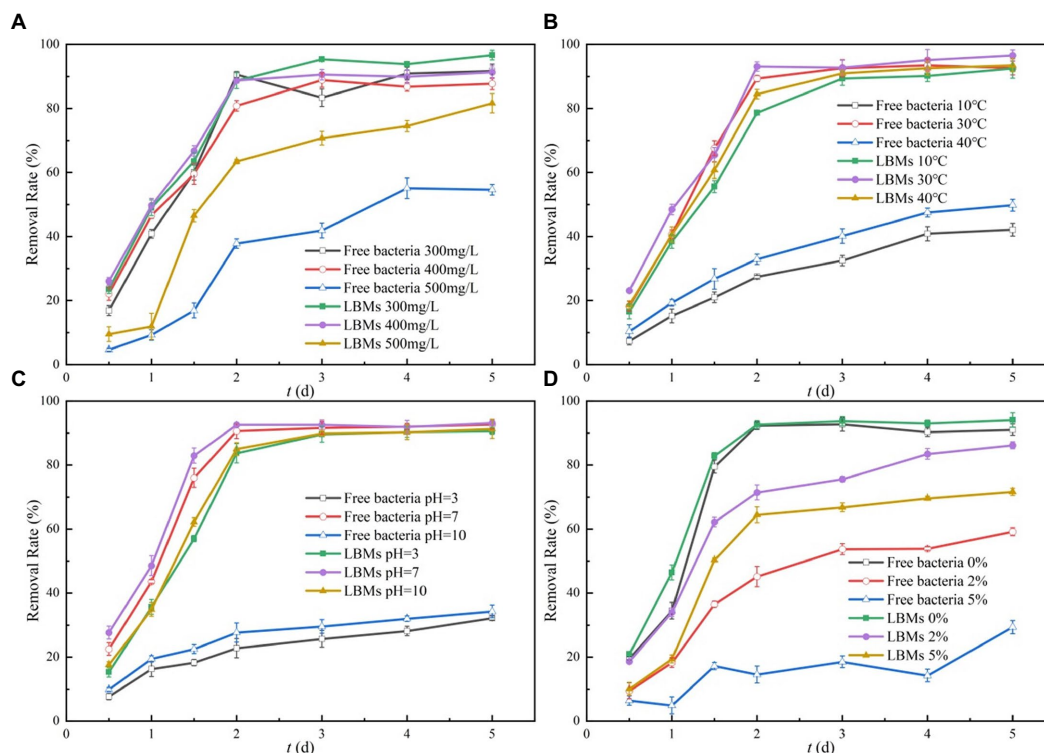 A
Removal Rate (%)
100
80
60
40
20
0
Free bacteria 300mg/L
Free bacteria 400mg/L
Free bacteria 500mg/L
LBMs 300mg/L
LBMs 400mg/L
LBMs 500mg/L
0 1 2 3 4 5
t (d)
B
Removal Rate (%)
100
80
60
40
20
0
Free bacteria 10℃
Free bacteria 30℃
Free bacteria 40℃
LBMs 10℃
LBMs 30℃
LBMs 40℃
0 1 2 3 4 5
t (d)
C
Removal Rate (%)
100
80
60
40
20
0
Free bacteria pH=3
Free bacteria pH=7
Free bacteria pH=10
LBMs pH=3
LBMs pH=7
LBMs pH=10
0 1 2 3 4 5
t (d)
D
Removal Rate (%)
100
80
60
40
20
0
Free bacteria 0%
Free bacteria 2%
Free bacteria 5%
LBMs 0%
LBMs 2%
LBMs 5%
0 1 2 3 4 5
t (d)